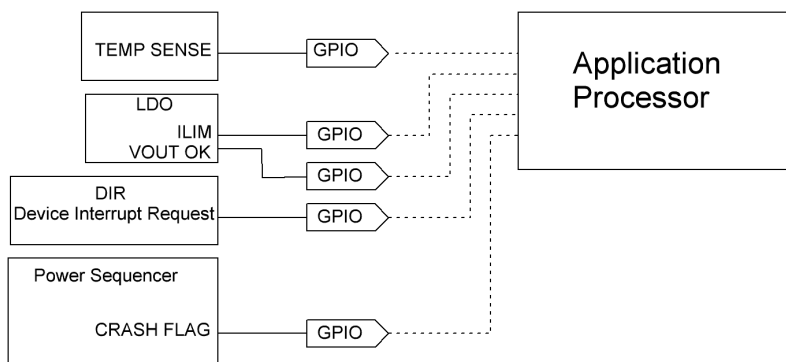 TEMP SENSE
GPIO
Application
Processor
LDO
ILIM
GPIO
VOUT OK
GPIO
DIR
Device Interrupt Request
GPIO
Power Sequencer
CRASH FLAG
GPIO